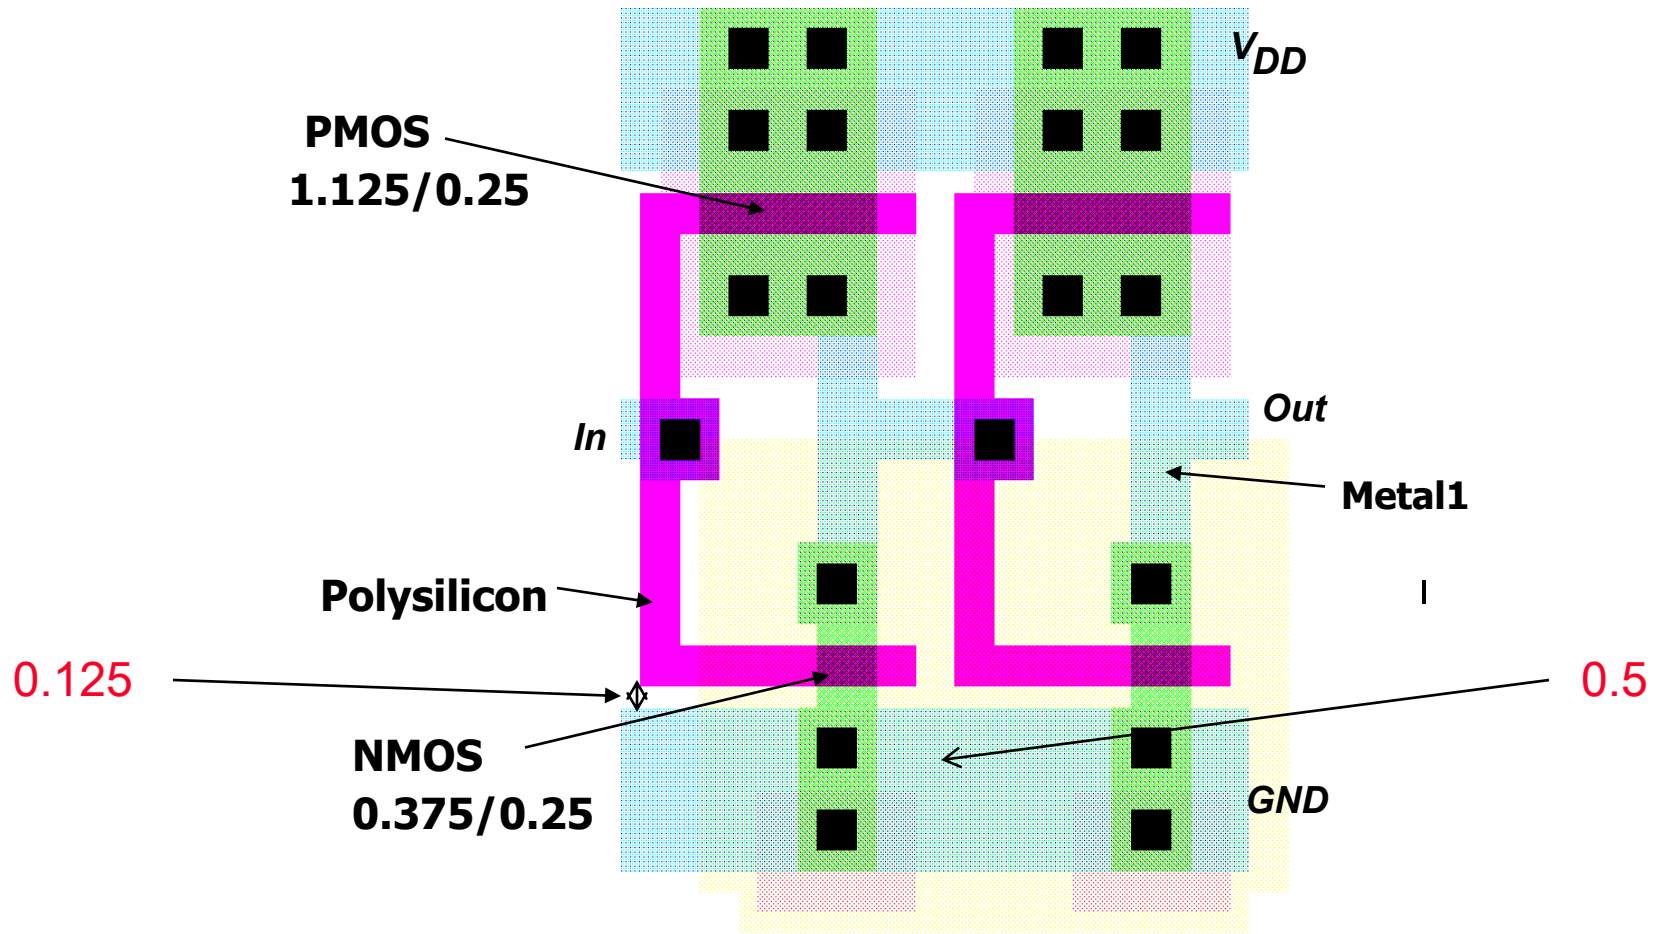 V_DD
PMOS
1.125/0.25
Out
In
Metal1
Polysilicon
0.125
0.5
NMOS
0.375/0.25
GND